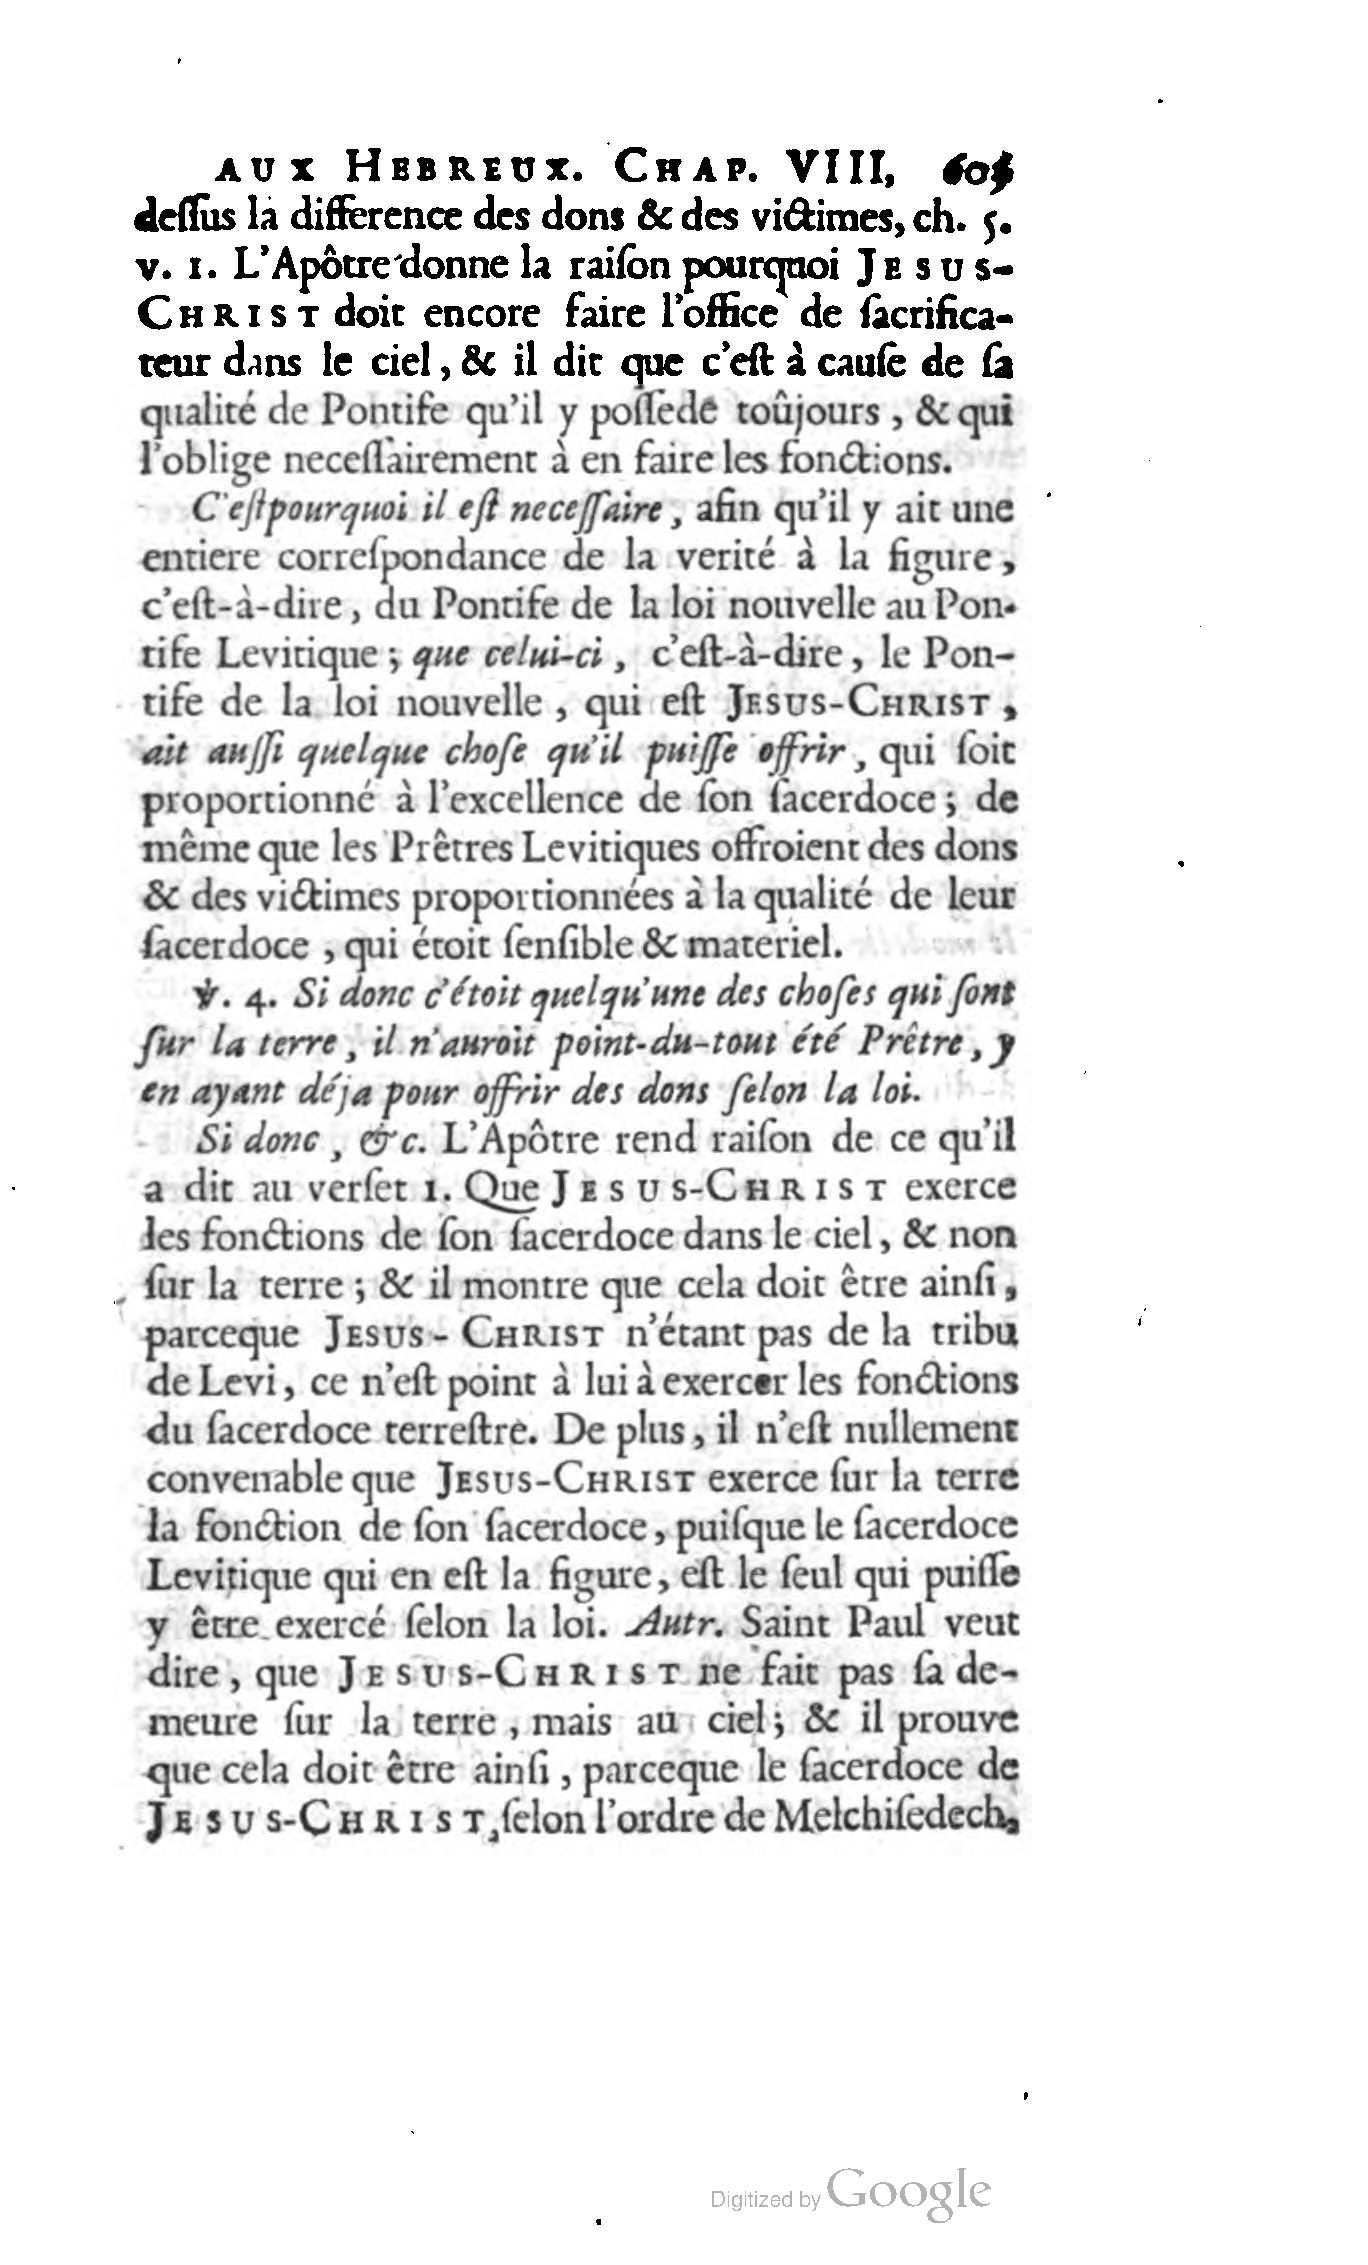 AUX HEBREUX. CHAP. VIII, 605
deſſus la difference des dons & des victimes, ch. 5.
v. 1. L'Apôtre donne la raiſon pourquoi JESUS-
CHRIST doit encore faire l'office de ſacrifica-
teur dans le ciel, & il dit que c'eſt à cauſe de ſa
qualité de Pontife qu'il y poſſede toûjours, & qui
l'oblige neceſſairement à en faire les fonctions.
C'eſt pourquoi il eſt neceſſaire, afin qu'il y ait une
entiere correſpondance de la verité à la figure,
c'eſt-à-dire, du Pontife de la loi nouvelle au Pon-
tife Levitique; que celui-ci, c'eſt-à-dire, le Pon-
tife de la loi nouvelle, qui eſt JESUS-CHRIST,
ait auſſi quelque choſe qu'il puiſſe offrir, qui ſoit
proportionné à l'excellence de ſon ſacerdoce; de
même que les Prêtres Levitiques offroient des dons
& des victimes proportionnées à la qualité de leur
ſacerdoce, qui étoit ſenſible & materiel.
℣. 4. Si donc c'étoit quelqu'une des choſes qui ſont
ſur la terre, il n'auroit point-du-tout été Prêtre, y
en ayant déja pour offrir des dons ſelon la loi.
Si donc, &c. L'Apôtre rend raiſon de ce qu'il
a dit au verſet 1. Que JESUS-CHRIST exerce
les fonctions de ſon ſacerdoce dans le ciel, & non
ſur la terre; & il montre que cela doit être ainſi,
parceque JESUS-CHRIST n'étant pas de la tribu
de Levi, ce n'eſt point à lui à exercer les fonctions
du ſacerdoce terreſtre. De plus, il n'eſt nullement
convenable que JESUS-CHRIST exerce ſur la terre
la fonction de ſon ſacerdoce, puiſque le ſacerdoce
Levitique qui en eſt la figure, eſt le ſeul qui puiſſe
y être exercé ſelon la loi. Autr. Saint Paul veut
dire, que JESUS-CHRIST ne fait pas ſa de-
meure ſur la terre, mais au ciel; & il prouve
que cela doit être ainſi, parceque le ſacerdoce de
JESUS-CHRIST, ſelon l'ordre de Melchiſedech,
Digitized by Google